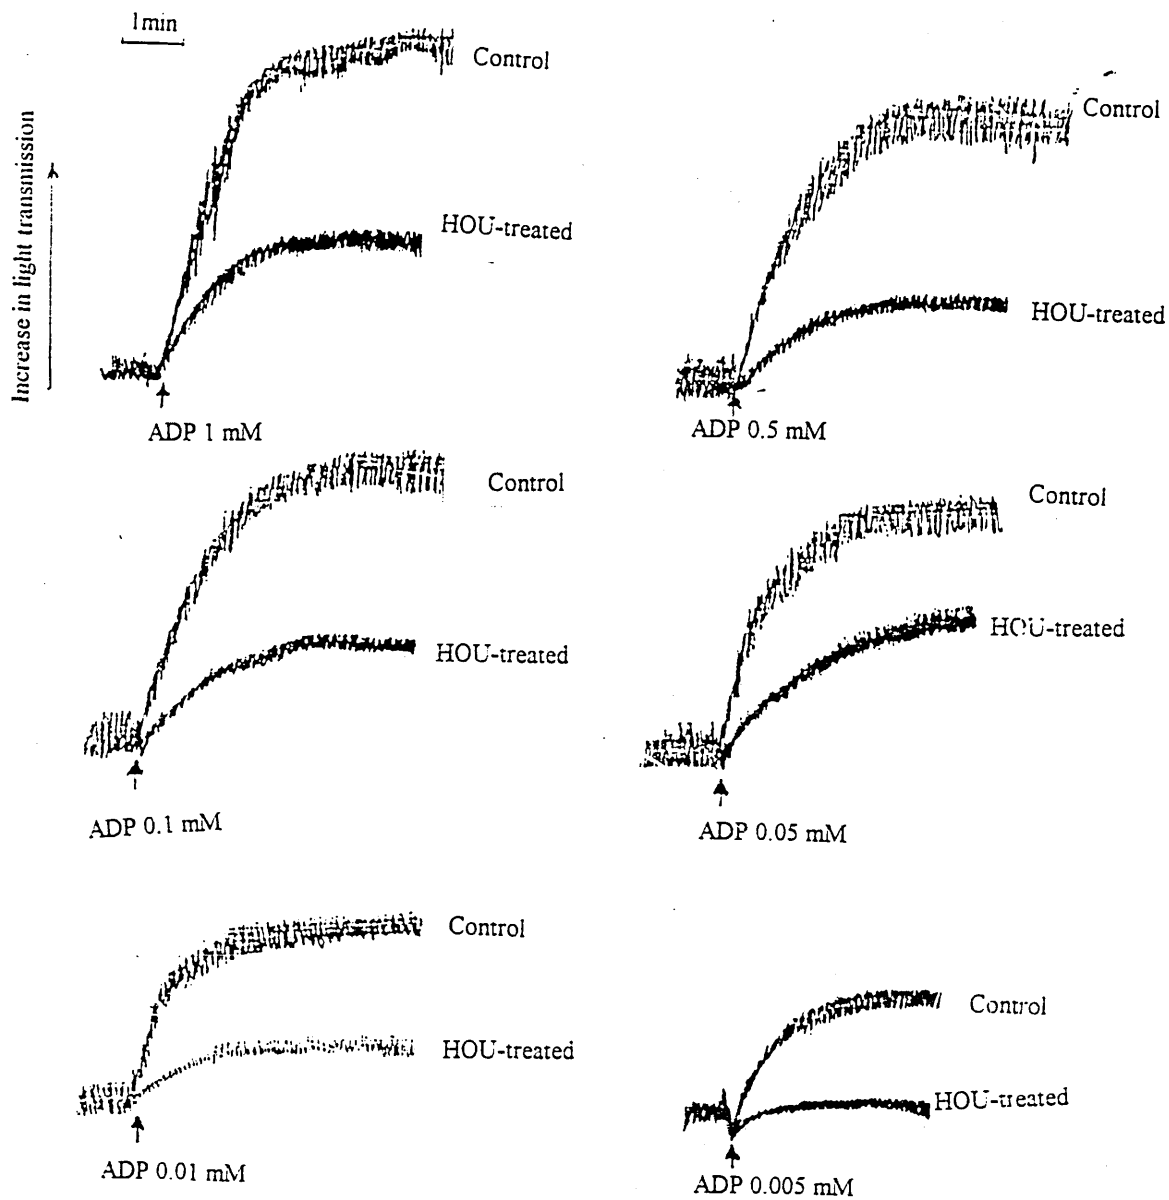 1min
Increase in light transmission
Control
HOU-treated
ADP 1 mM
Control
HOU-treated
ADP 0.5 mM
Control
HOU-treated
ADP 0.1 mM
Control
HOU-treated
ADP 0.05 mM
Control
HOU-treated
ADP 0.01 mM
Control
HOU-treated
ADP 0.005 mM